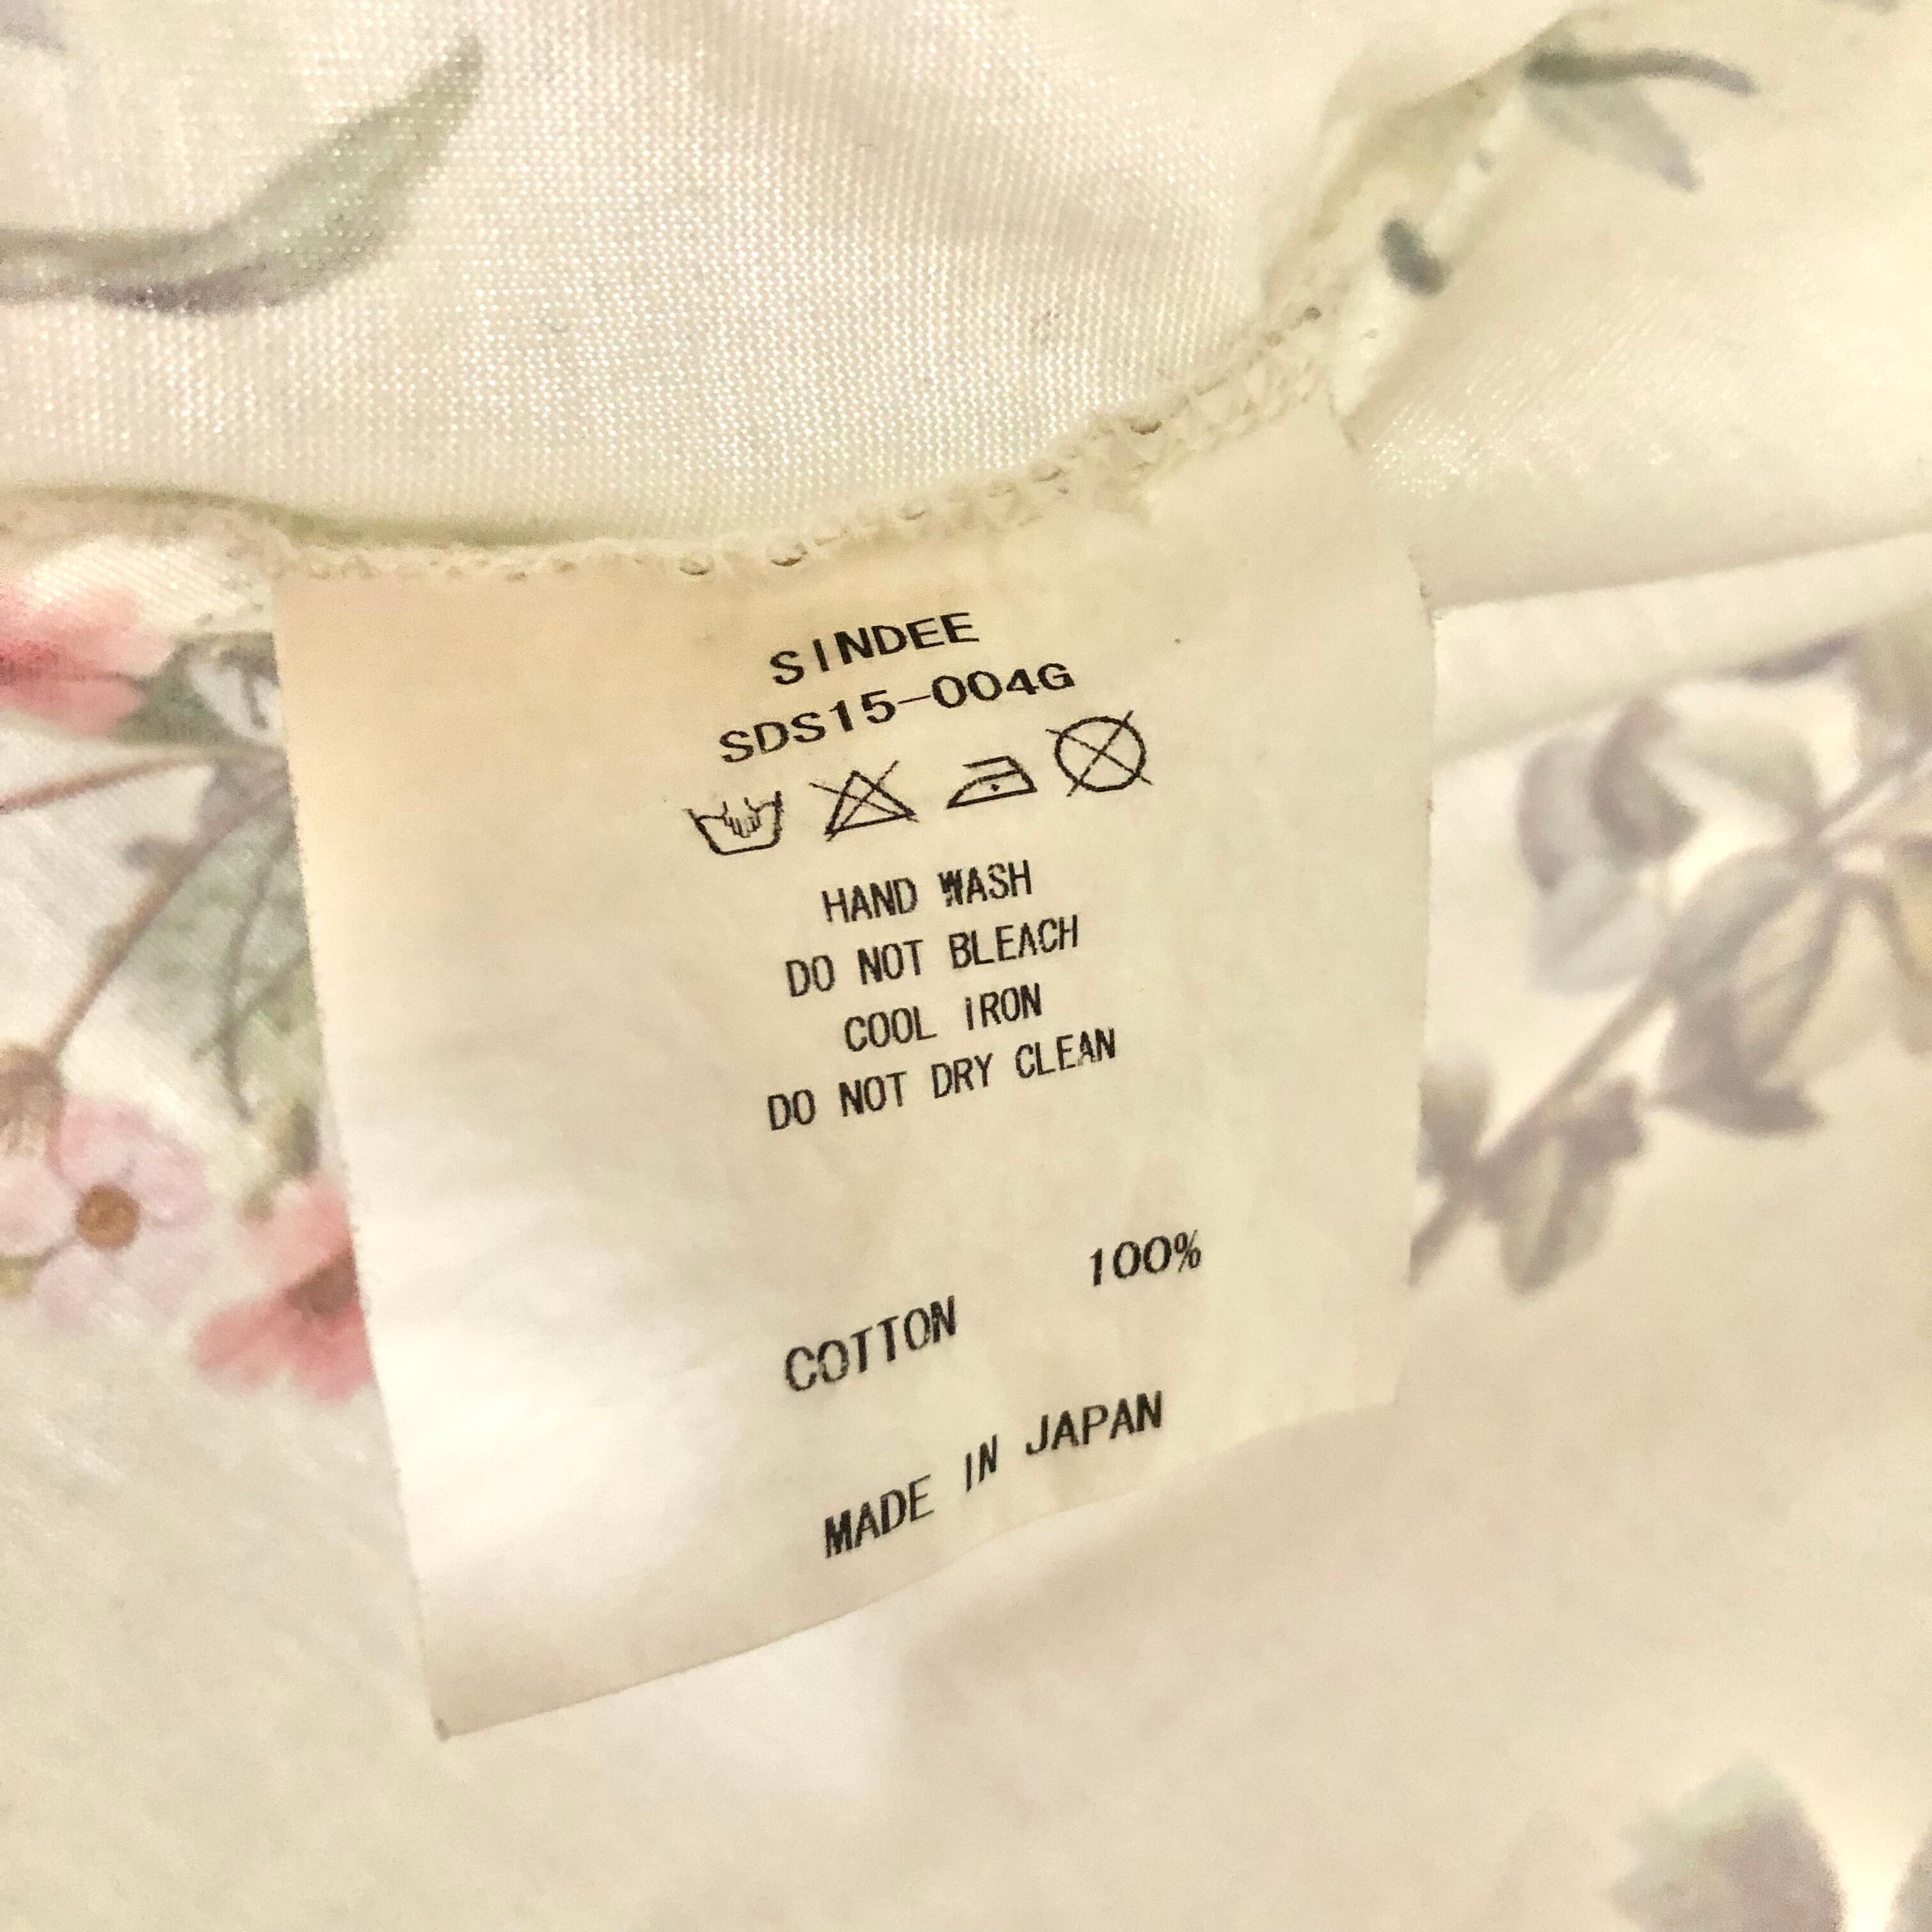 SINDEE
SDS15-004G
HAND WASH
DO NOT BLEACH
COOL IRON
DO NOT DRY CLEAN
COTTON 100%
MADE IN JAPAN